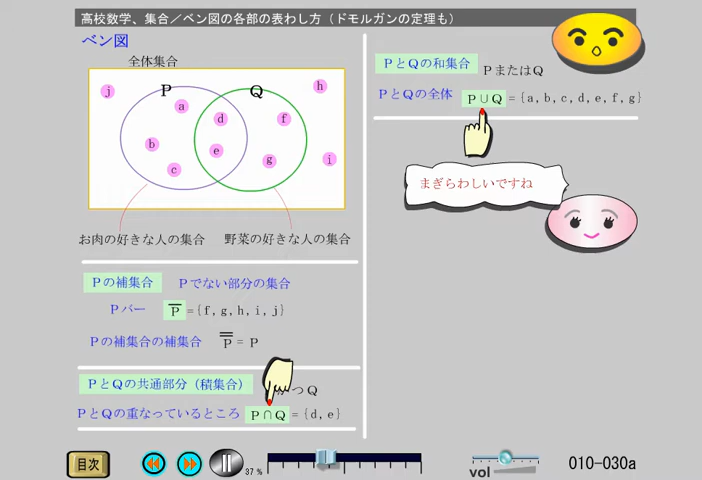 高校数学、集合／ベン図の各部の表わし方（ドモルガンの定理も）
ベン図
全体集合
P
Q
j
h
a
d
f
b
e
c
g
i
お肉の好きな人の集合
野菜の好きな人の集合
Pの補集合 Pでない部分の集合
Pバー P̅ ={f,g,h,i,j}
Pの補集合の補集合 P̿ = P
PとQの共通部分（積集合） つQ
PとQの重なっているところ P∩Q ={d,e}
PとQの和集合 PまたはQ
PとQの全体 P∪Q ={a,b,c,d,e,f,g}
まぎらわしいですね
目次
37 %
vol
010-030a